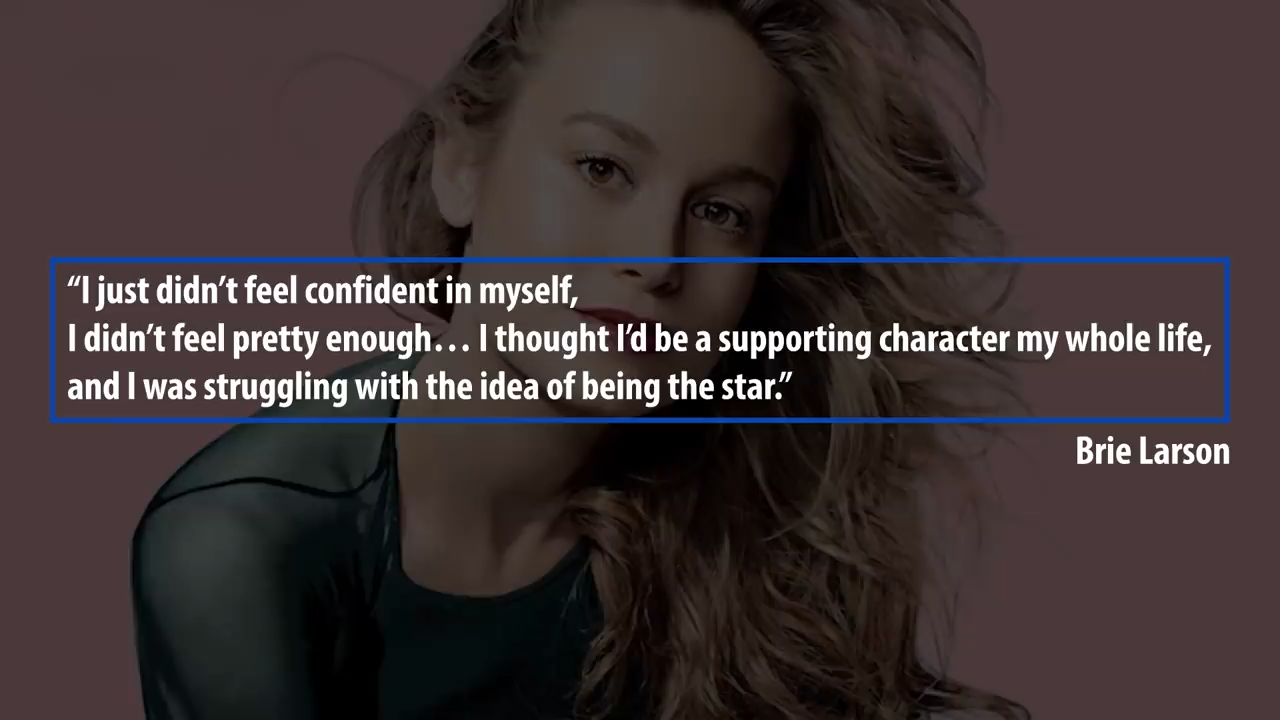 “I just didn’t feel confident in myself,
I didn’t feel pretty enough… I thought I’d be a supporting character my whole life,
and I was struggling with the idea of being the star.”
Brie Larson